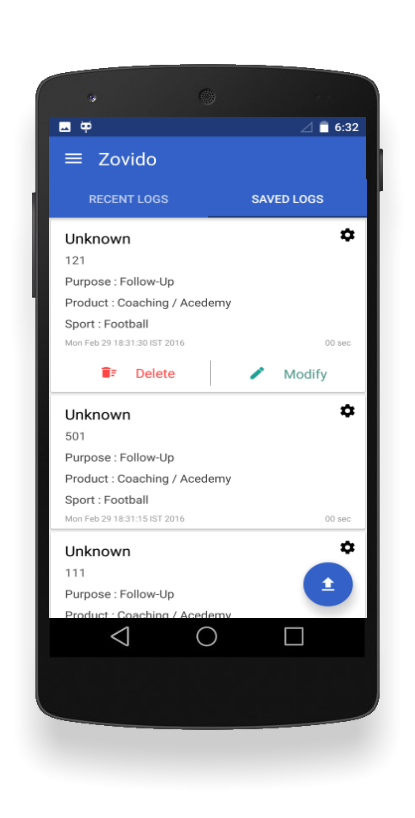 6:32
Zovido
RECENT LOGS SAVED LOGS
Unknown
121
Purpose : Follow-Up
Product : Coaching / Acedemy
Sport : Football
Mon Feb 29 18:31:30 IST 2016 00 sec
Delete Modify
Unknown
501
Purpose : Follow-Up
Product : Coaching / Acedemy
Sport : Football
Mon Feb 29 18:31:15 IST 2016 00 sec
Unknown
111
Purpose : Follow-Up
Product : Coaching / Acedemy